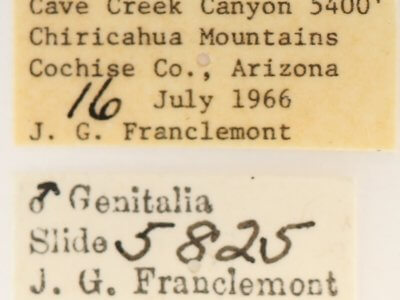 Cave Creek Canyon 5400'
Chiricahua Mountains
Cochise Co., Arizona
16 July 1966
J. G. Franclemont
♂ Genitalia
Slide 5825
J. G. Franclemont